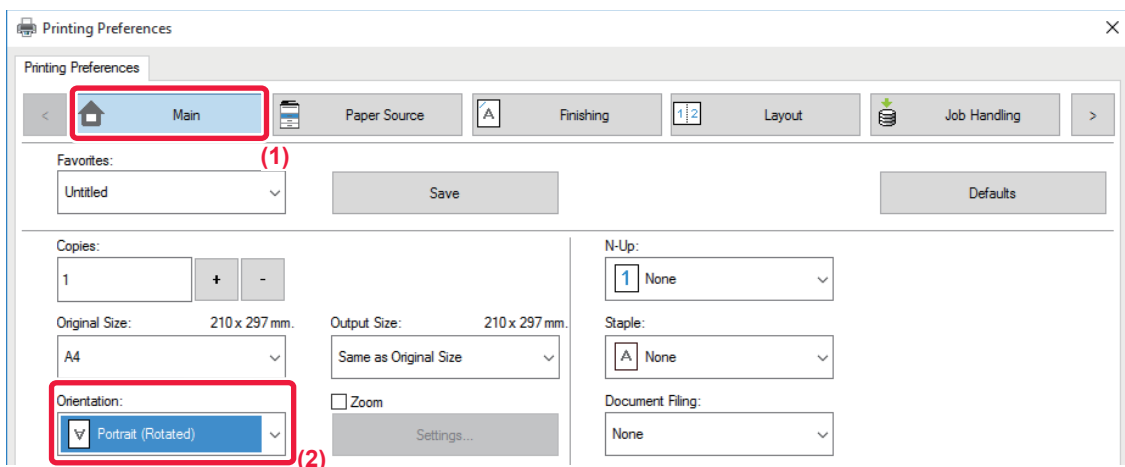 Printing Preferences
Printing Preferences
< Main Paper Source A Finishing 1 2 Layout Job Handling >
(1)
Favorites:
Untitled Save Defaults
Copies: N-Up:
1 + - 1 None
Original Size: 210 x 297 mm. Output Size: 210 x 297 mm. Staple:
A4 Same as Original Size A None
Orientation: Zoom Document Filing:
A Portrait (Rotated) Settings... None
(2)